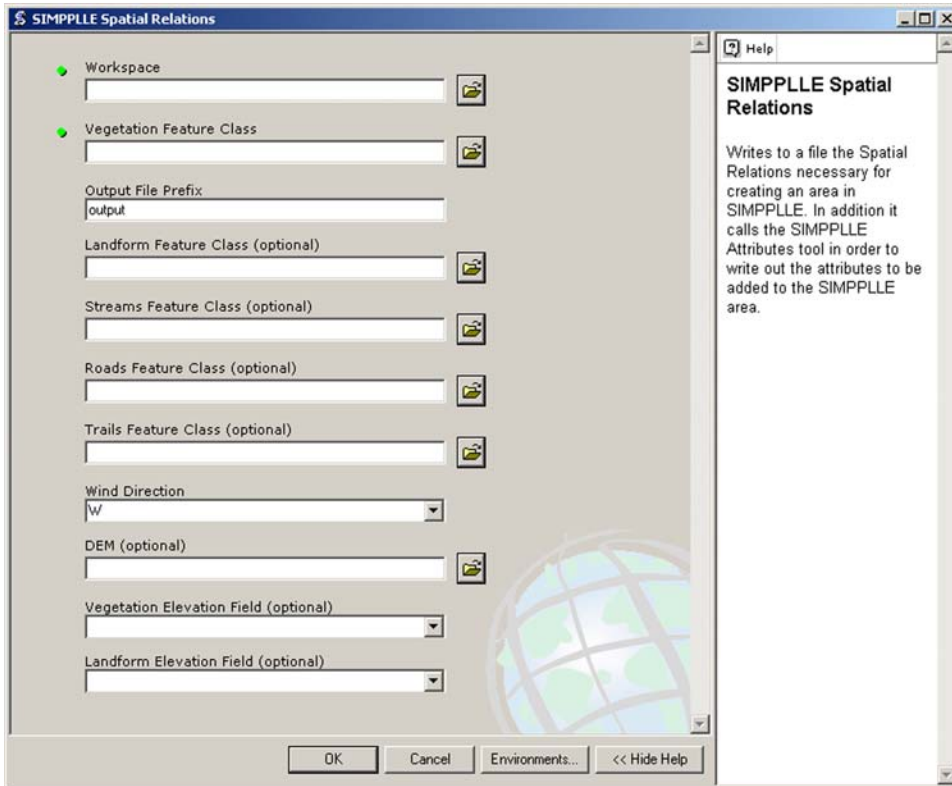 SIMPPLLE Spatial Relations
Workspace
Vegetation Feature Class
Output File Prefix
output
Landform Feature Class (optional)
Streams Feature Class (optional)
Roads Feature Class (optional)
Trails Feature Class (optional)
Wind Direction
W
DEM (optional)
Vegetation Elevation Field (optional)
Landform Elevation Field (optional)
OK
Cancel
Environments...
<< Hide Help
Help
SIMPPLLE Spatial
Relations
Writes to a file the Spatial
Relations necessary for
creating an area in
SIMPPLLE. In addition it
calls the SIMPPLLE
Attributes tool in order to
write out the attributes to be
added to the SIMPPLLE
area.